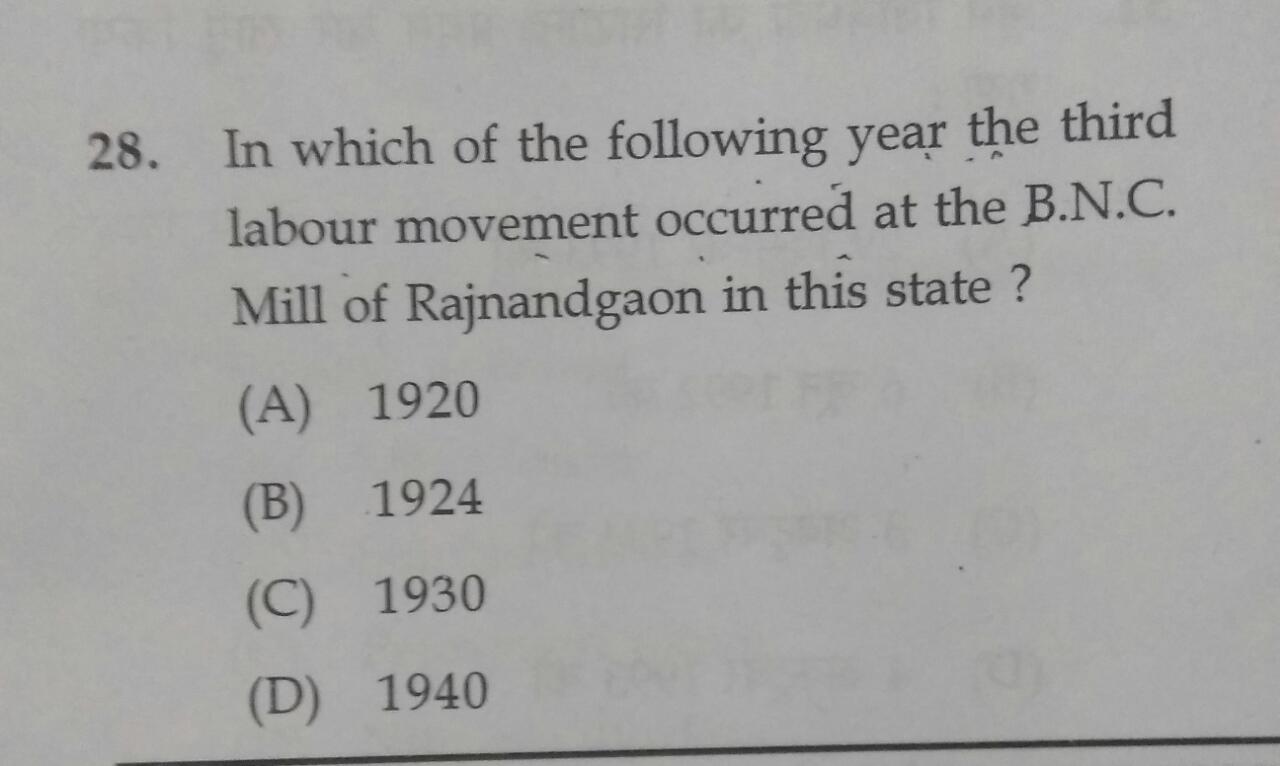 28. In which of the following year the third
labour movement occurred at the B.N.C.
Mill of Rajnandgaon in this state ?
(A) 1920
(B) 1924
(C) 1930
(D) 1940